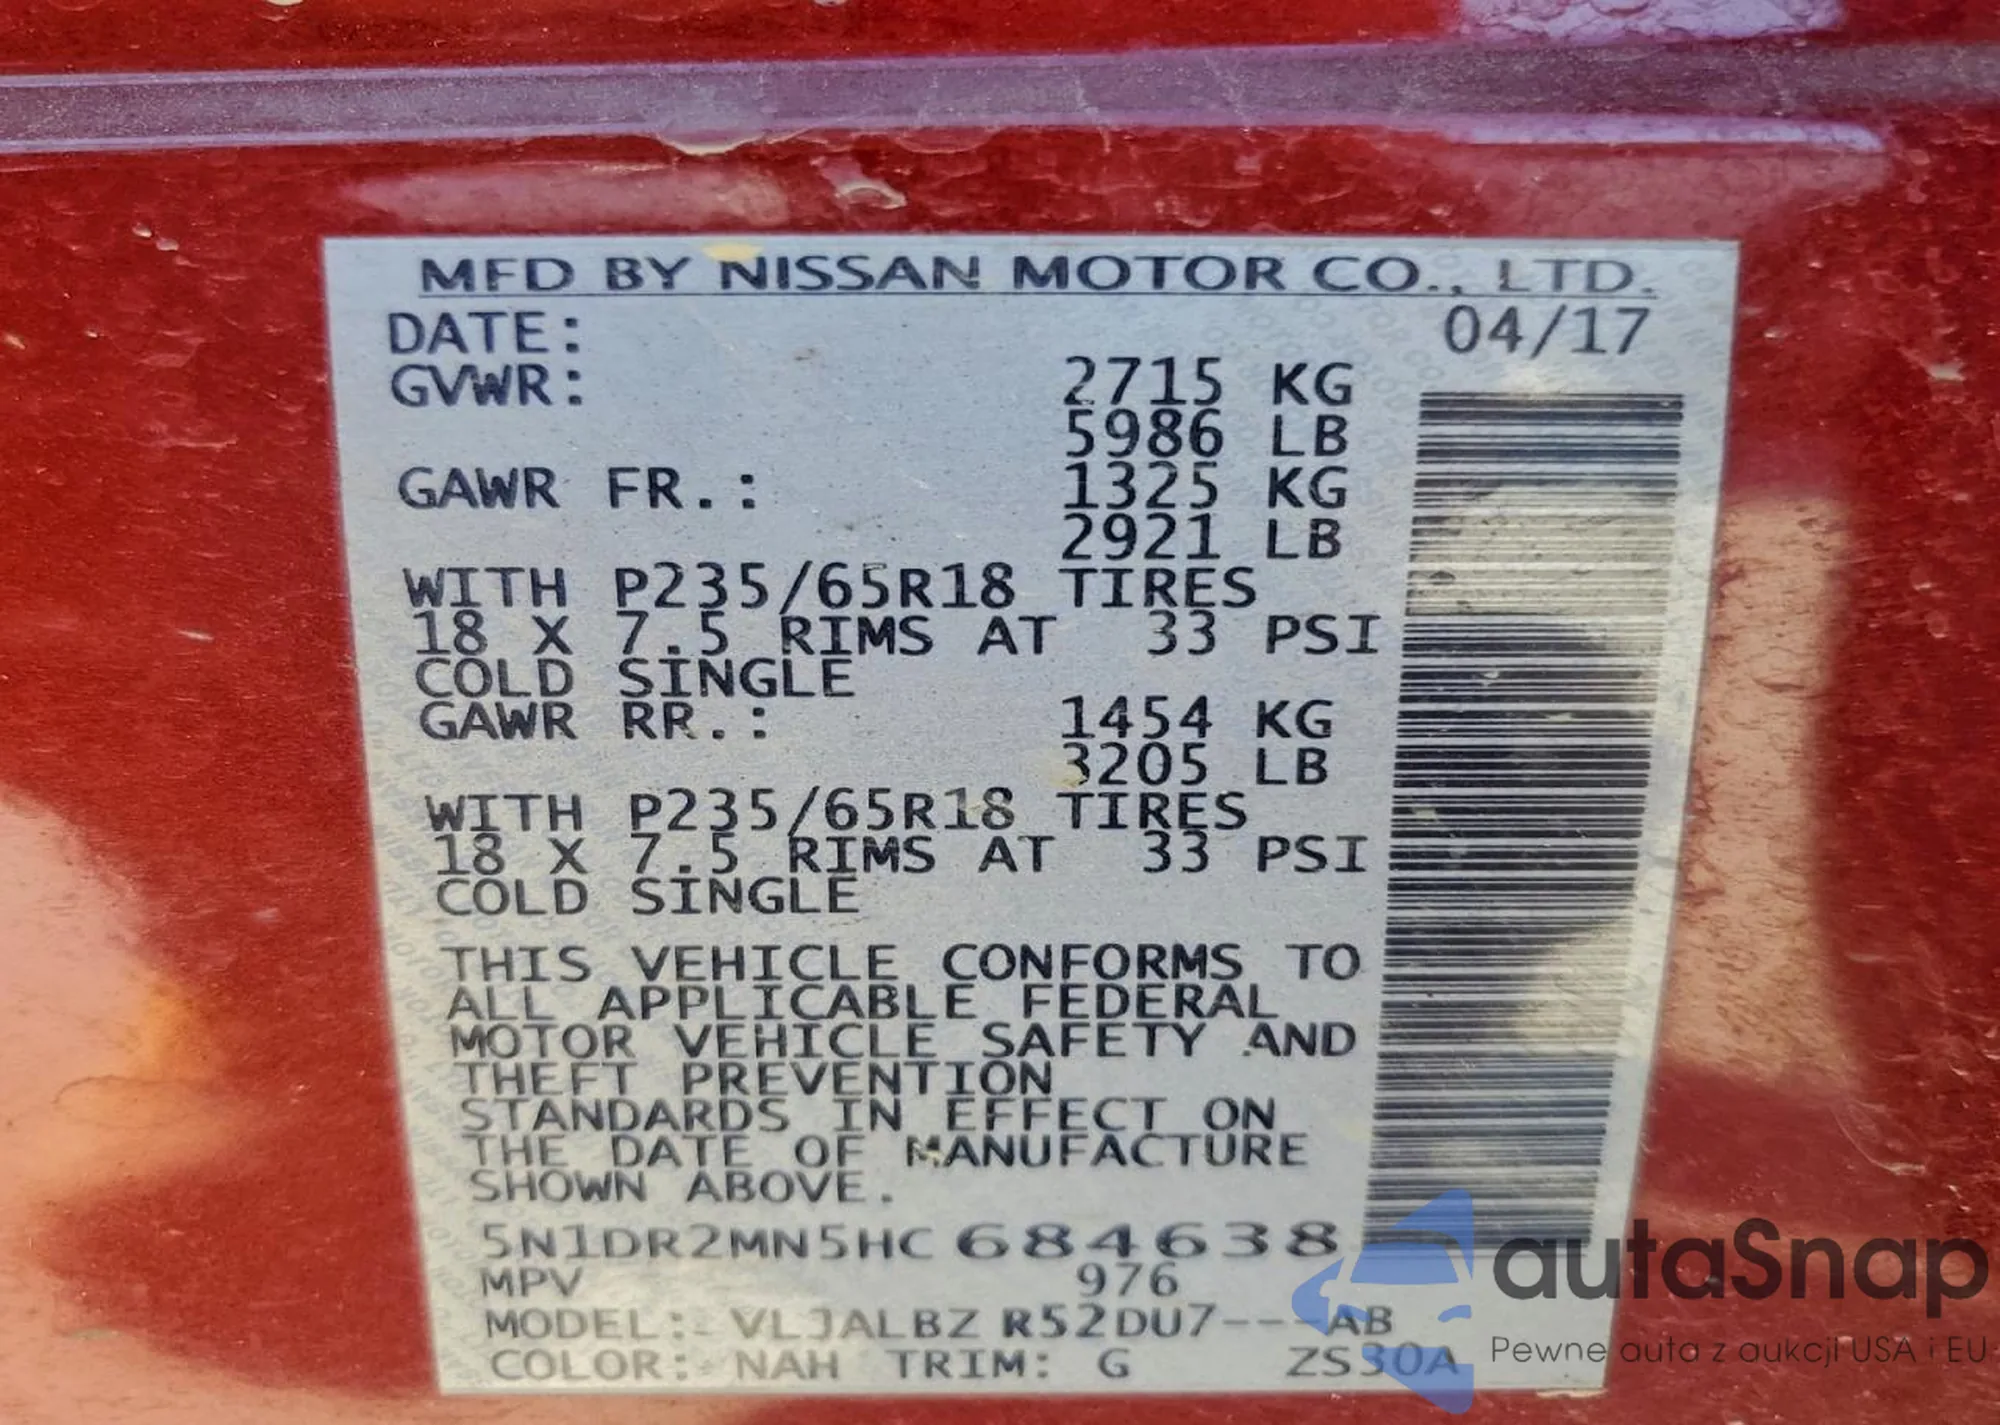 MFD BY NISSAN MOTOR CO., LTD.
DATE: 04/17
GVWR: 2715 KG
5986 LB
GAWR FR.: 1325 KG
2921 LB
WITH P235/65R18 TIRES
18 X 7.5 RIMS AT 33 PSI
COLD SINGLE
GAWR RR.: 1454 KG
3205 LB
WITH P235/65R18 TIRES
18 X 7.5 RIMS AT 33 PSI
COLD SINGLE
THIS VEHICLE CONFORMS TO
ALL APPLICABLE FEDERAL
MOTOR VEHICLE SAFETY AND
THEFT PREVENTION
STANDARDS IN EFFECT ON
THE DATE OF MANUFACTURE
SHOWN ABOVE.
5N1DR2MN5HC684638
MPV 976
MODEL: VLJALBZ R52DU7---AB
COLOR: NAH TRIM: G ZS30A
autaSnap
Pewne auta z aukcji USA i EU